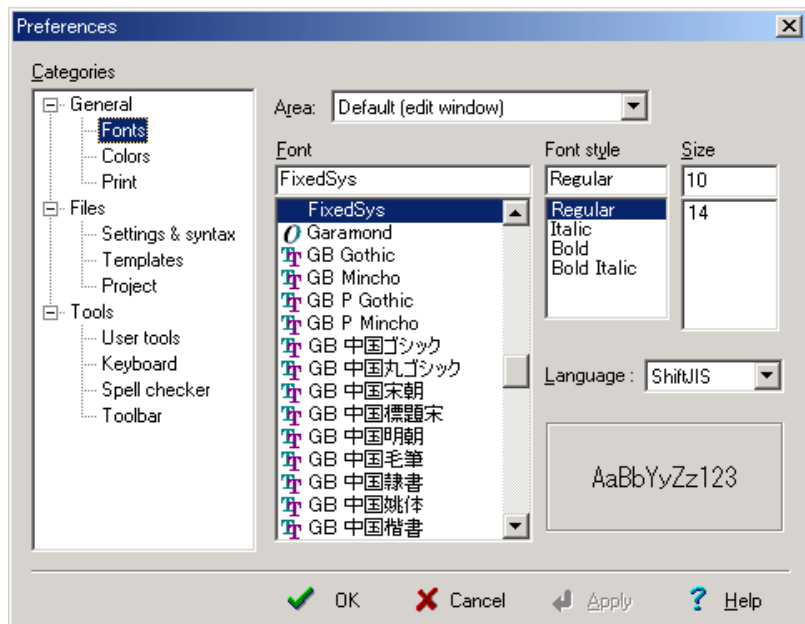 Preferences
Categories
General
Fonts
Colors
Print
Files
Settings & syntax
Templates
Project
Tools
User tools
Keyboard
Spell checker
Toolbar
Area: Default (edit window)
Font
FixedSys
FixedSys
Garamond
GB Gothic
GB Mincho
GB P Gothic
GB P Mincho
GB 中国ゴシック
GB 中国丸ゴシック
GB 中国宋朝
GB 中国標題宋
GB 中国明朝
GB 中国毛筆
GB 中国隷書
GB 中国姚体
GB 中国楷書
Font style
Regular
Regular
Italic
Bold
Bold Italic
Size
10
14
Language : ShiftJIS
AaBbYyZz123
OK Cancel Apply Help